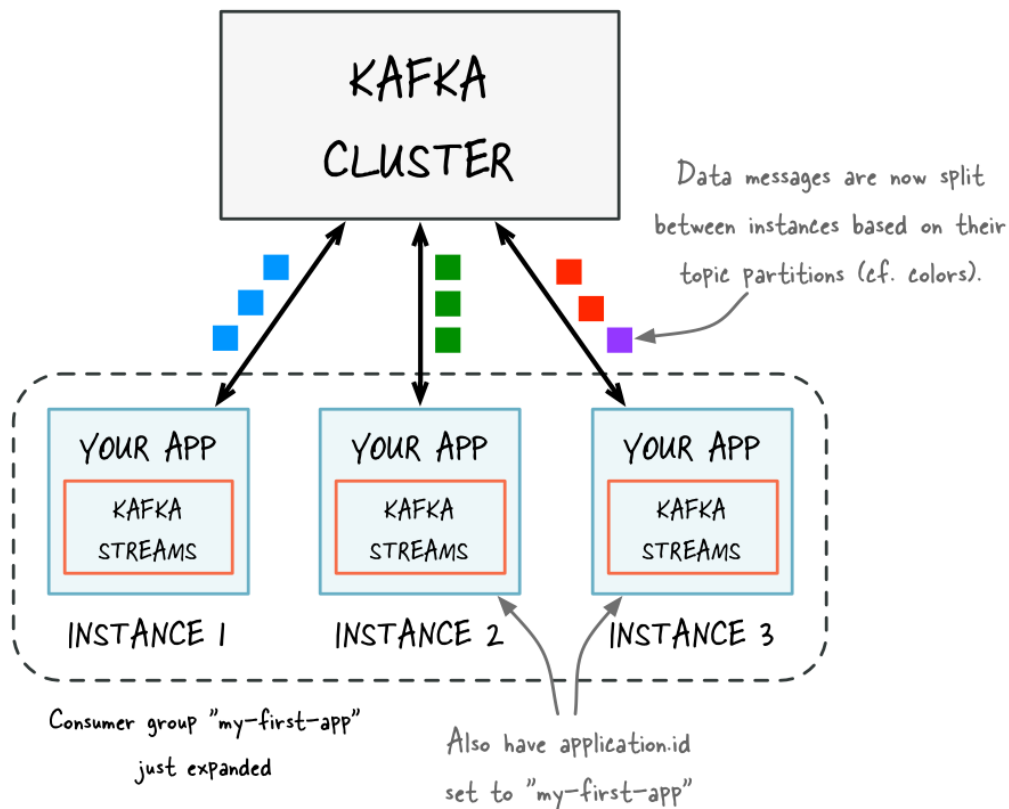 KAFKA
CLUSTER
Data messages are now split
between instances based on their
topic partitions (cf. colors).
YOUR APP
KAFKA
STREAMS
INSTANCE 1
YOUR APP
KAFKA
STREAMS
INSTANCE 2
YOUR APP
KAFKA
STREAMS
INSTANCE 3
Consumer group "my-first-app"
just expanded
Also have application.id
set to "my-first-app"